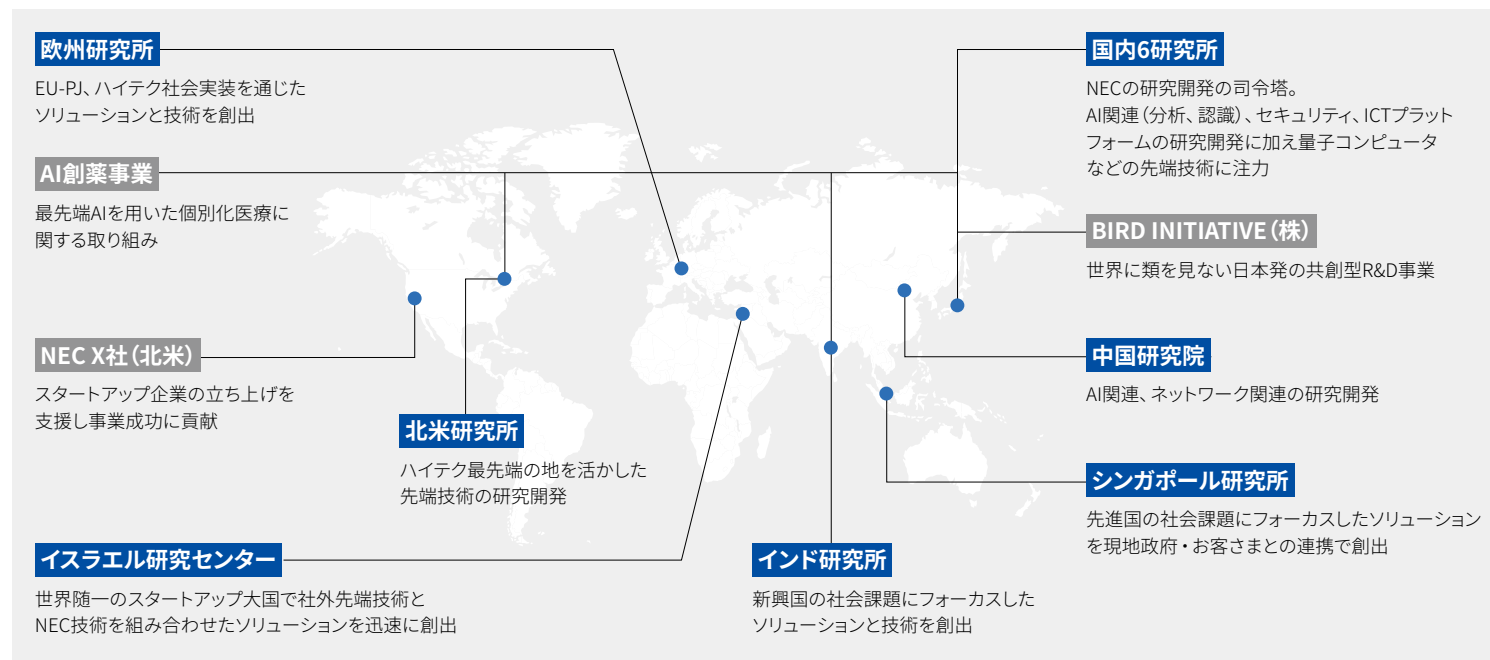 欧州研究所
EU-PJ、ハイテク社会実装を通じた
ソリューションと技術を創出
AI創薬事業
最先端AIを用いた個別化医療に
関する取り組み
NEC X社（北米）
スタートアップ企業の立ち上げを
支援し事業成功に貢献
北米研究所
ハイテク最先端の地を活かした
先端技術の研究開発
イスラエル研究センター
世界随一のスタートアップ大国で社外先端技術と
NEC技術を組み合わせたソリューションを迅速に創出
インド研究所
新興国の社会課題にフォーカスした
ソリューションと技術を創出
国内6研究所
NECの研究開発の司令塔。
AI関連（分析、認識）、セキュリティ、ICTプラット
フォームの研究開発に加え量子コンピュータ
などの先端技術に注力
BIRD INITIATIVE（株）
世界に類を見ない日本発の共創型R&D事業
中国研究院
AI関連、ネットワーク関連の研究開発
シンガポール研究所
先進国の社会課題にフォーカスしたソリューション
を現地政府・お客さまとの連携で創出